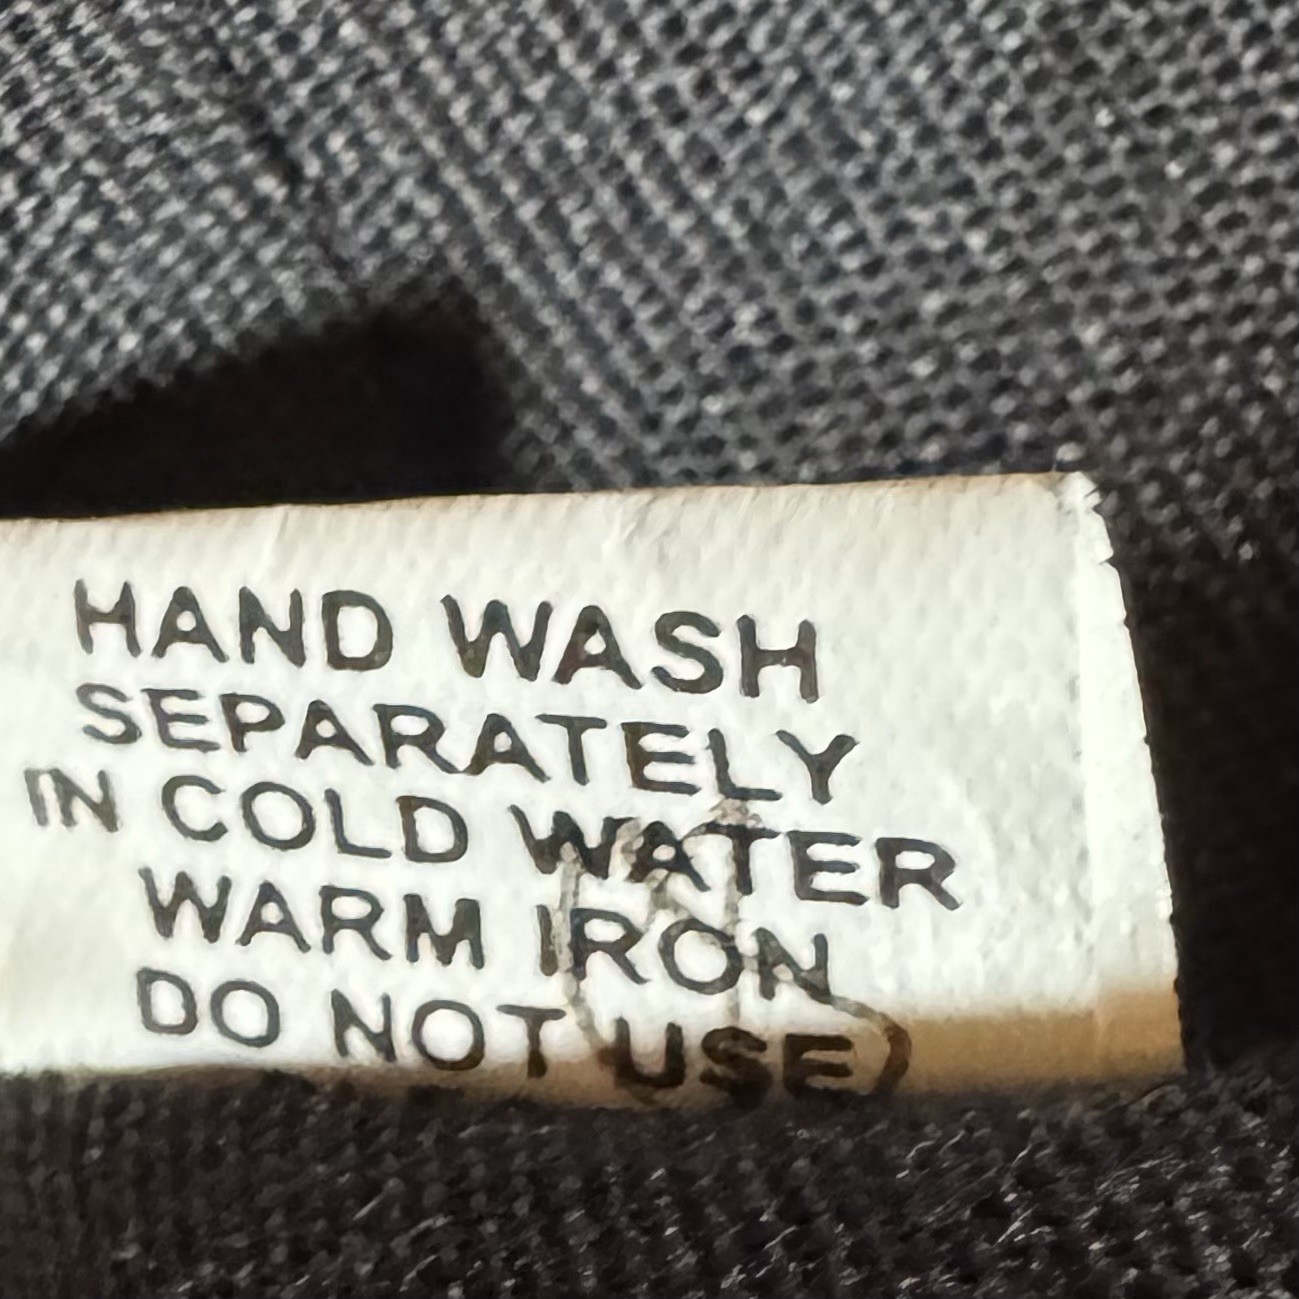 HAND WASH
SEPARATELY
IN COLD WATER
WARM IRON
DO NOT USE